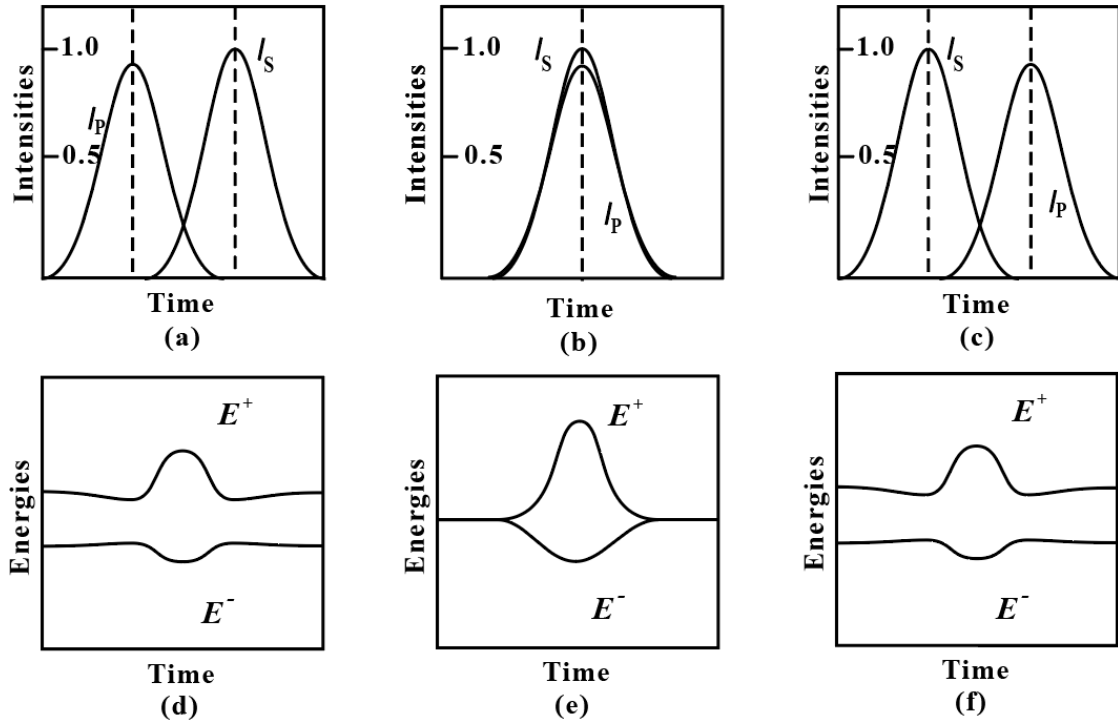 Intensities
1.0
0.5
I_P
I_S
Time
(a)
Intensities
1.0
0.5
I_S
I_P
Time
(b)
Intensities
1.0
0.5
I_S
I_P
Time
(c)
Energies
E⁺
E⁻
Time
(d)
Energies
E⁺
E⁻
Time
(e)
Energies
E⁺
E⁻
Time
(f)